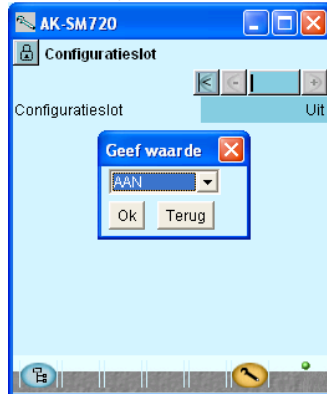 AK-SM720
Configuratieslot
Configuratieslot Uit
Geef waarde
AAN
Ok Terug